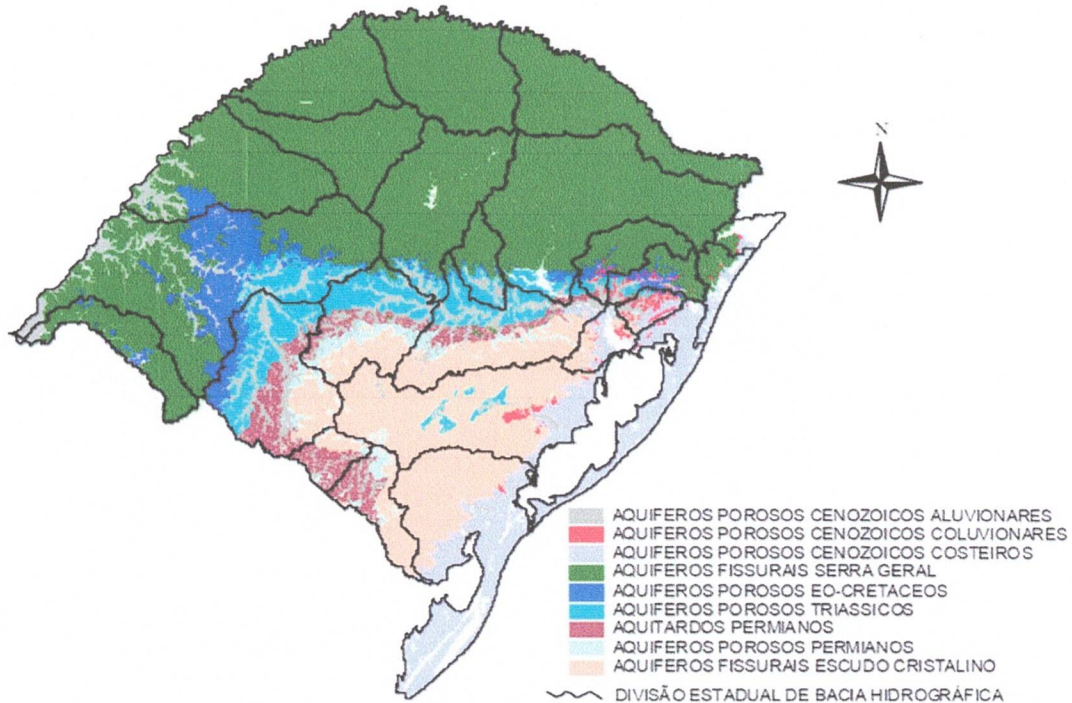 N
AQUIFEROS POROSOS CENOZOICOS ALUVIONARES
AQUIFEROS POROSOS CENOZOICOS COLUVIONARES
AQUIFEROS POROSOS CENOZOICOS COSTEIROS
AQUIFEROS FISSURAIS SERRA GERAL
AQUIFEROS POROSOS EO-CRETACEOS
AQUIFEROS POROSOS TRIASSICOS
AQUITARDOS PERMIANOS
AQUIFEROS POROSOS PERMIANOS
AQUIFEROS FISSURAIS ESCUDO CRISTALINO
DIVISÃO ESTADUAL DE BACIA HIDROGRÁFICA